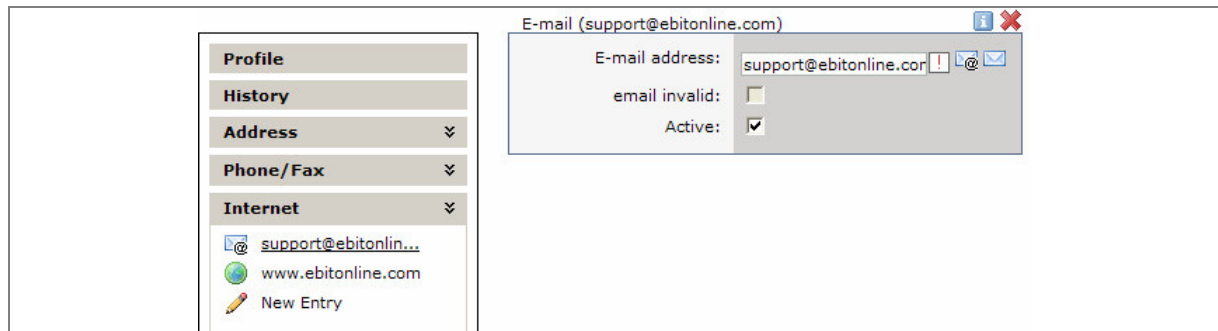 Profile
History
Address
Phone/Fax
Internet
support@ebitonlin...
www.ebitonline.com
New Entry
E-mail (support@ebitonline.com)
E-mail address: support@ebitonline.cor
email invalid:
Active: